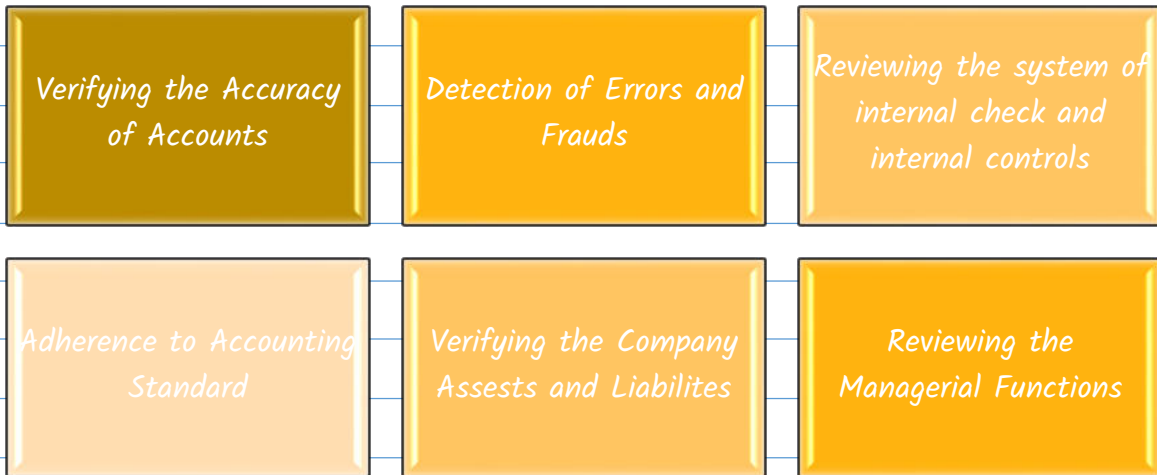 Verifying the Accuracy
of Accounts
Detection of Errors and
Frauds
Reviewing the system of
internal check and
internal controls
Adherence to Accounting
Standard
Verifying the Company
Assests and Liabilites
Reviewing the
Managerial Functions